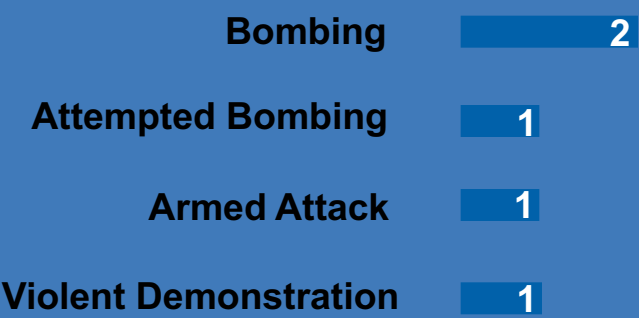 Bombing 2
Attempted Bombing 1
Armed Attack 1
Violent Demonstration 1